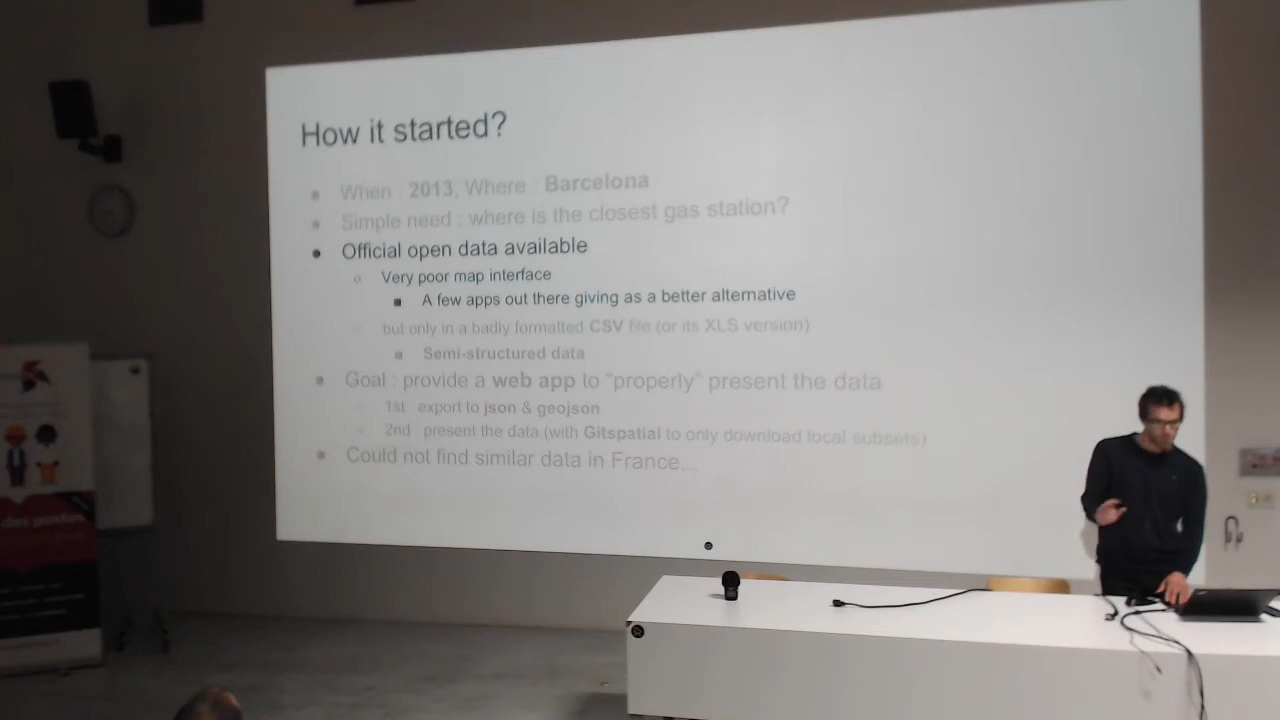 How it started?
When : 2013, Where : Barcelona
Simple need : where is the closest gas station?
Official open data available
Very poor map interface
A few apps out there giving as a better alternative
but only in a badly formatted CSV file (or its XLS version)
Semi-structured data
Goal : provide a web app to “properly” present the data
1st export to json & geojson
2nd present the data (with Gitspatial to only download local subsets)
Could not find similar data in France...
des postes